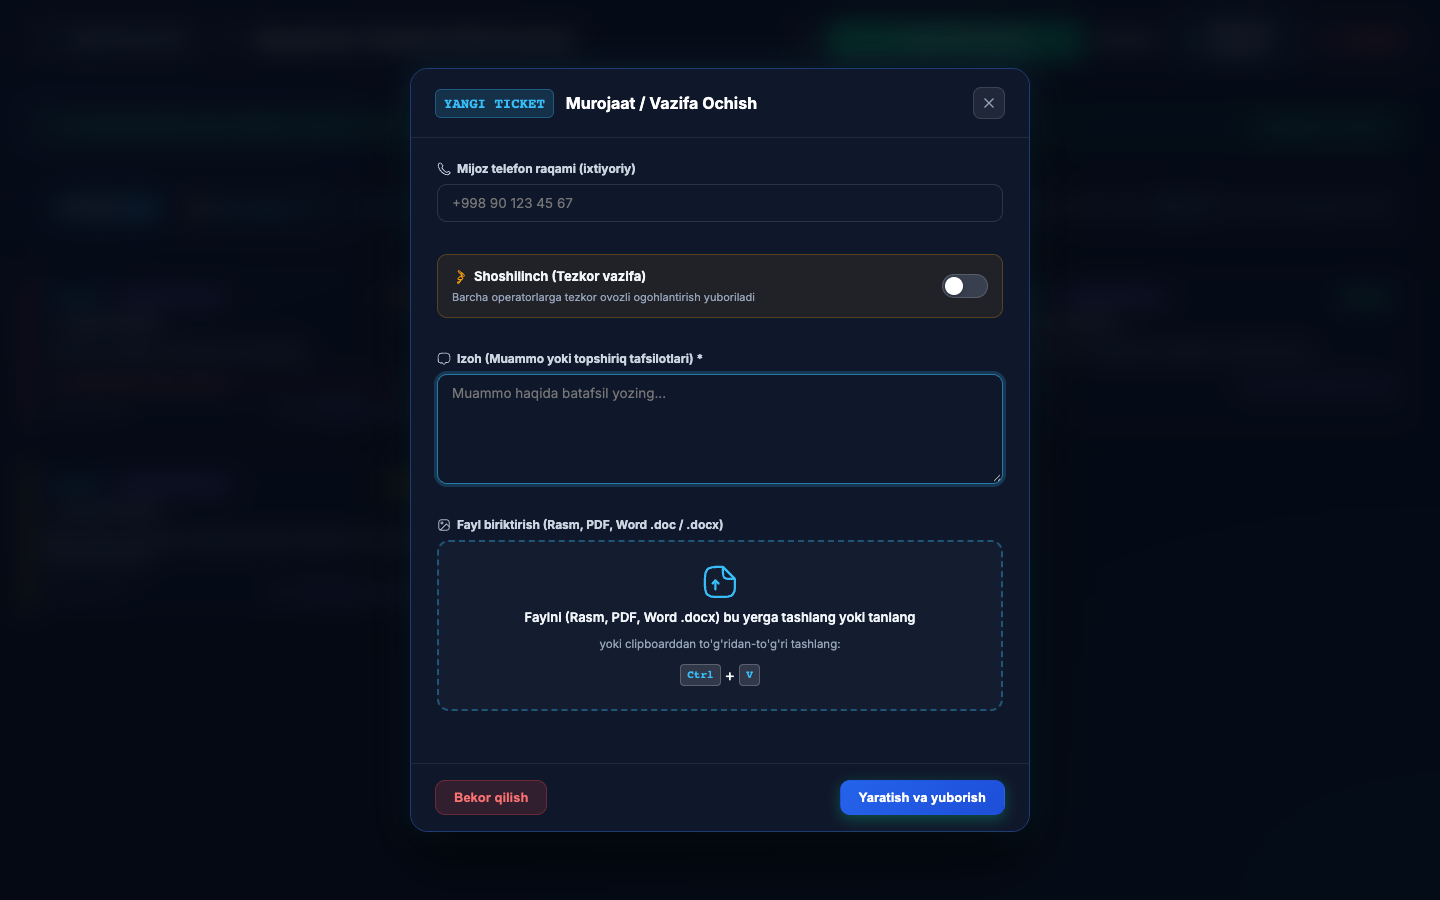 YANGI TICKET Murojaat / Vazifa Ochish
Mijoz telefon raqami (ixtiyoriy)
+998 90 123 45 67
Shoshilinch (Tezkor vazifa)
Barcha operatorlarga tezkor ovozli ogohlantirish yuboriladi
Izoh (Muammo yoki topshiriq tafsilotlari) *
Muammo haqida batafsil yozing...
Fayl biriktirish (Rasm, PDF, Word .doc / .docx)
Faylni (Rasm, PDF, Word .docx) bu yerga tashlang yoki tanlang
yoki clipboarddan to'g'ridan-to'g'ri tashlang:
Ctrl + V
Bekor qilish
Yaratish va yuborish